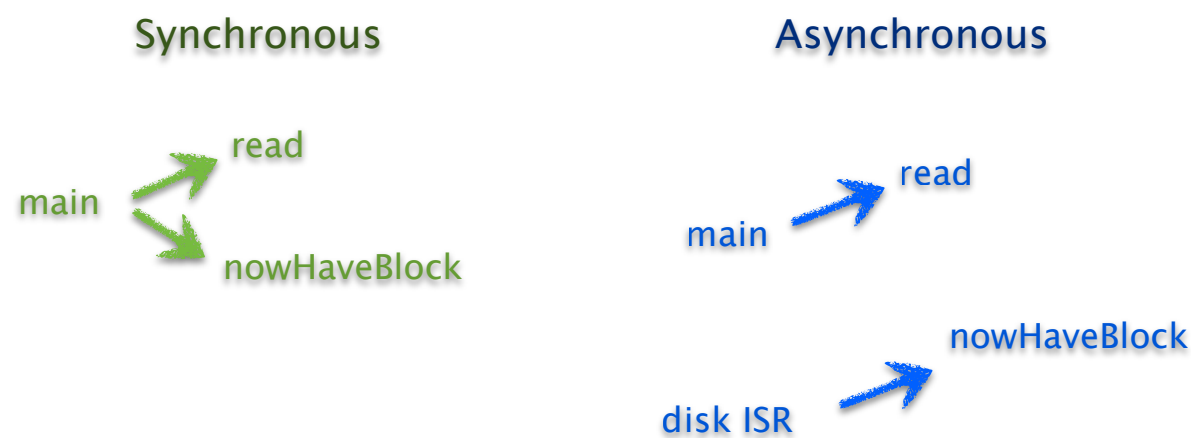 Synchronous
Asynchronous
read
main
nowHaveBlock
read
main
nowHaveBlock
disk ISR